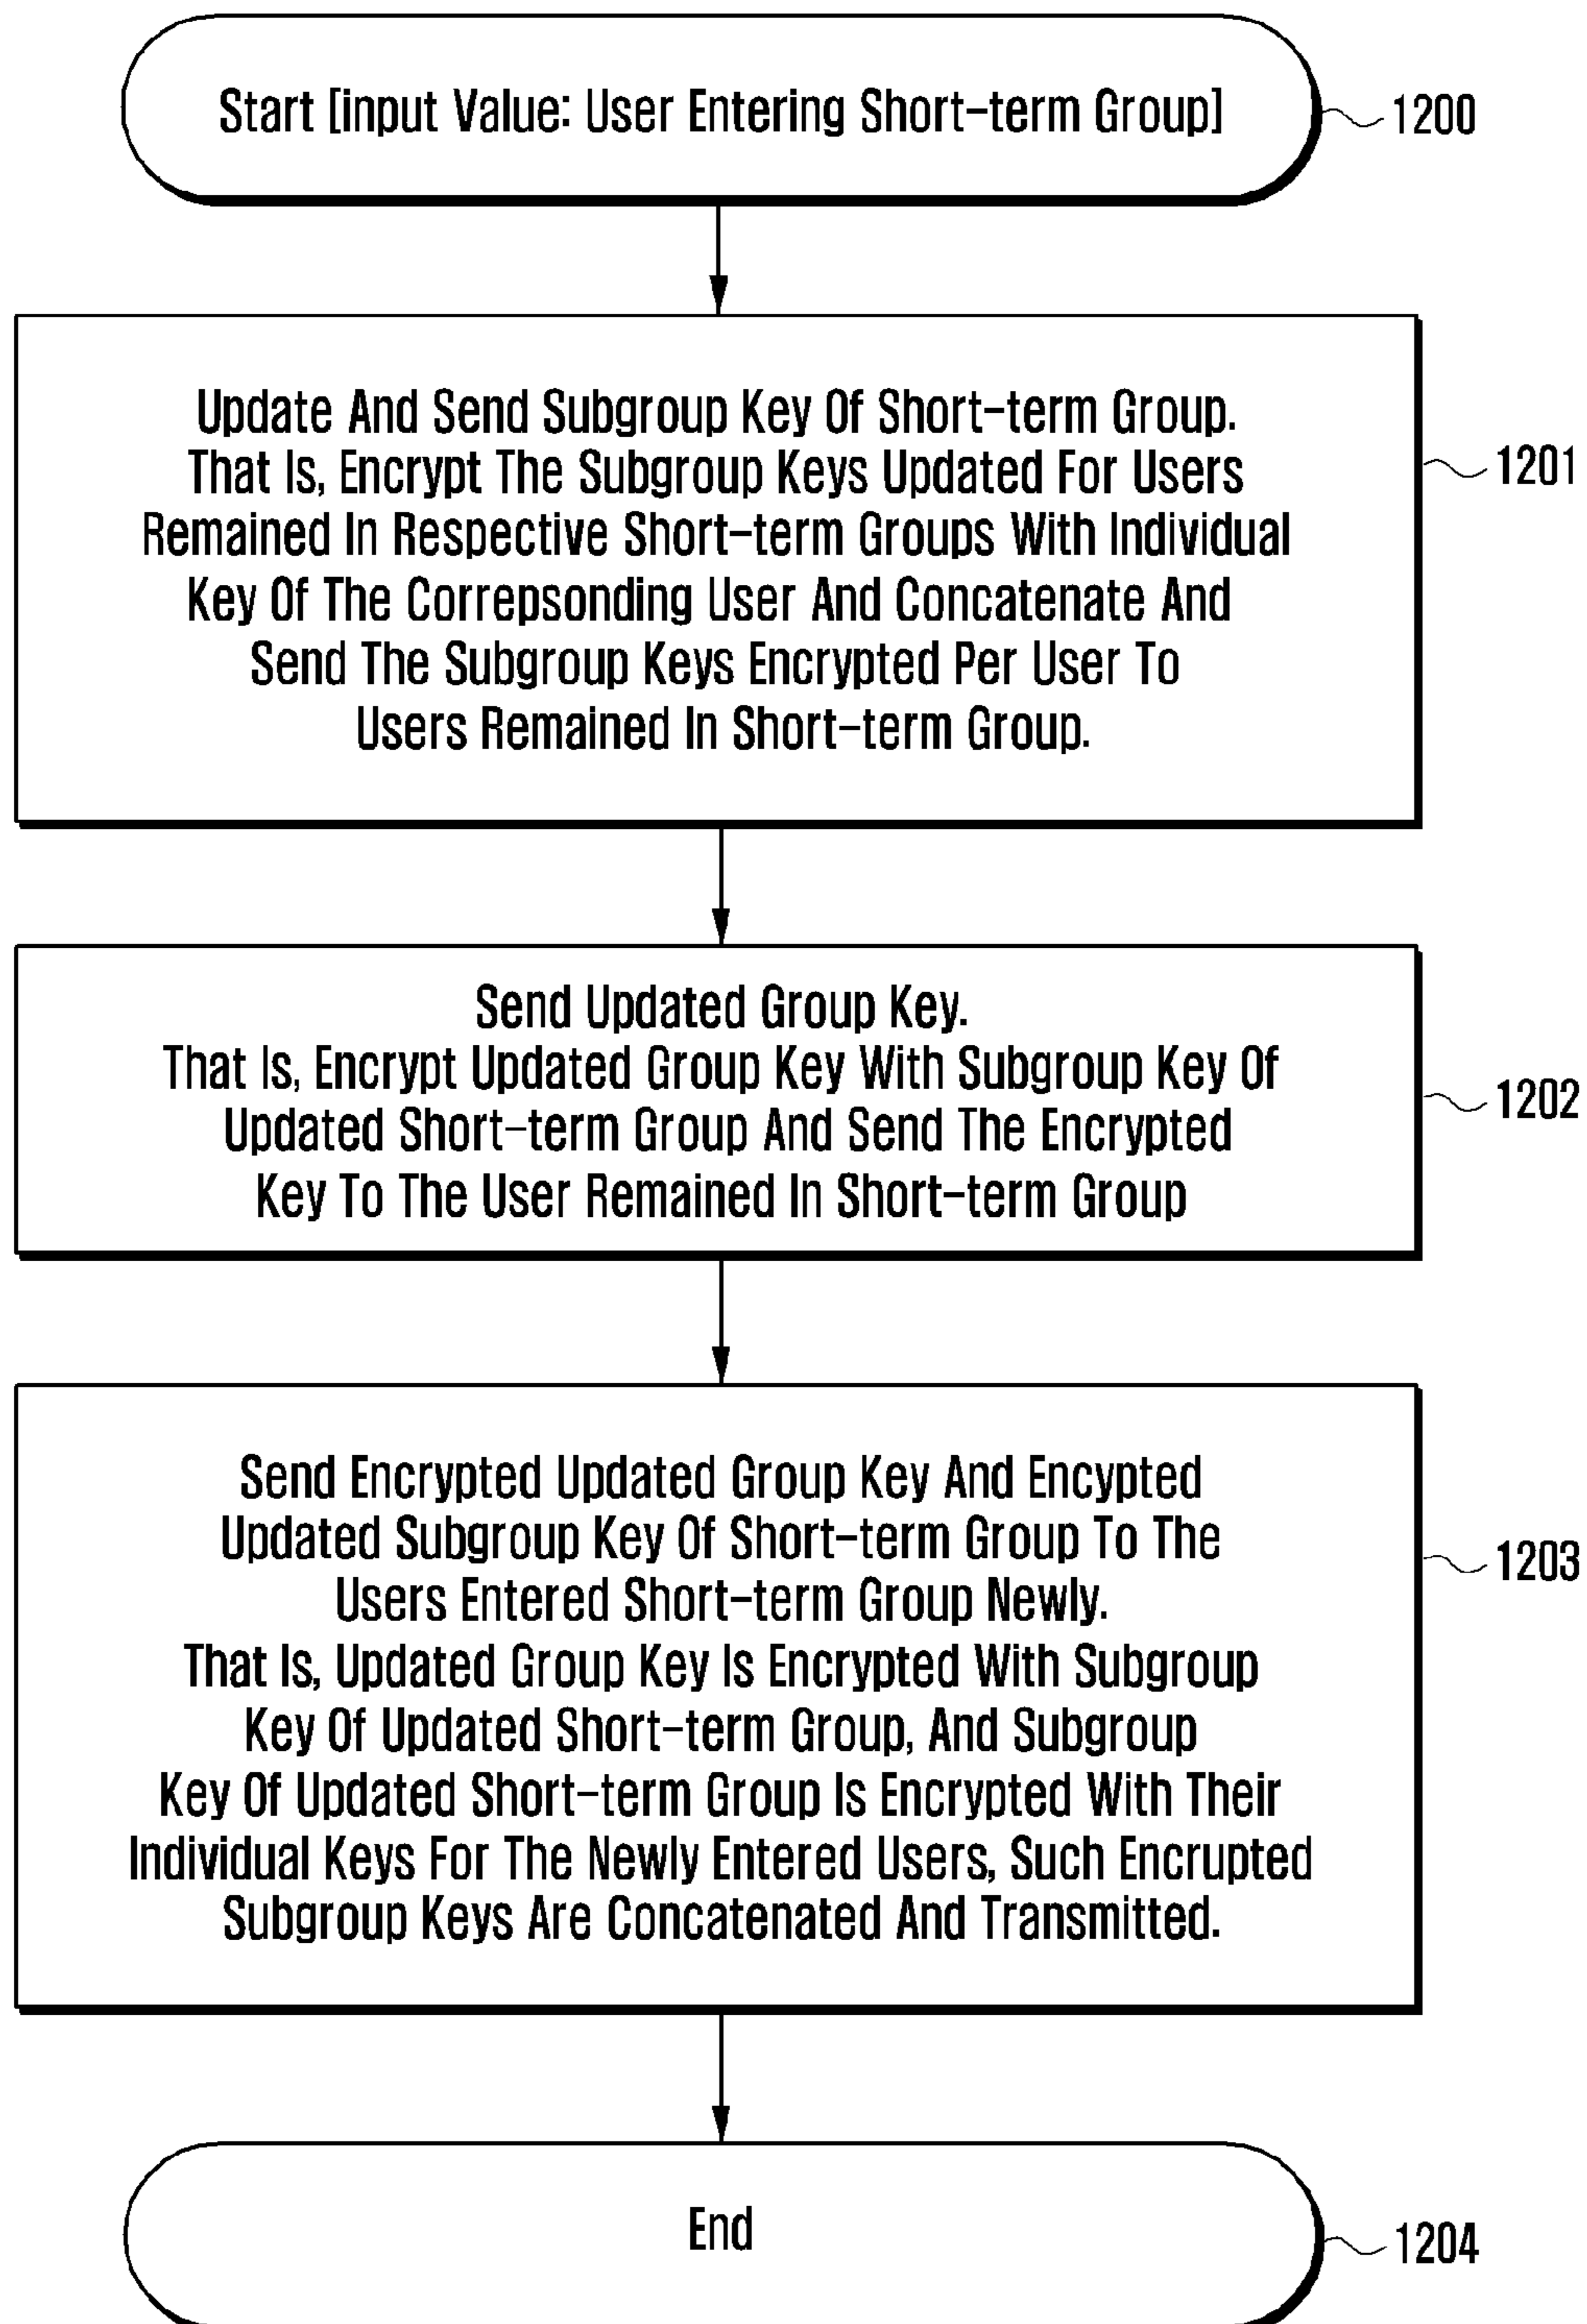 Start [input Value: User Entering Short-term Group]
1200
Update And Send Subgroup Key Of Short-term Group.
That Is, Encrypt The Subgroup Keys Updated For Users
Remained In Respective Short-term Groups With Individual
Key Of The Correpsonding User And Concatenate And
Send The Subgroup Keys Encrypted Per User To
Users Remained In Short-term Group.
1201
Send Updated Group Key.
That Is, Encrypt Updated Group Key With Subgroup Key Of
Updated Short-term Group And Send The Encrypted
Key To The User Remained In Short-term Group
1202
Send Encrypted Updated Group Key And Encypted
Updated Subgroup Key Of Short-term Group To The
Users Entered Short-term Group Newly.
That Is, Updated Group Key Is Encrypted With Subgroup
Key Of Updated Short-term Group, And Subgroup
Key Of Updated Short-term Group Is Encrypted With Their
Individual Keys For The Newly Entered Users, Such Encrupted
Subgroup Keys Are Concatenated And Transmitted.
1203
End
1204